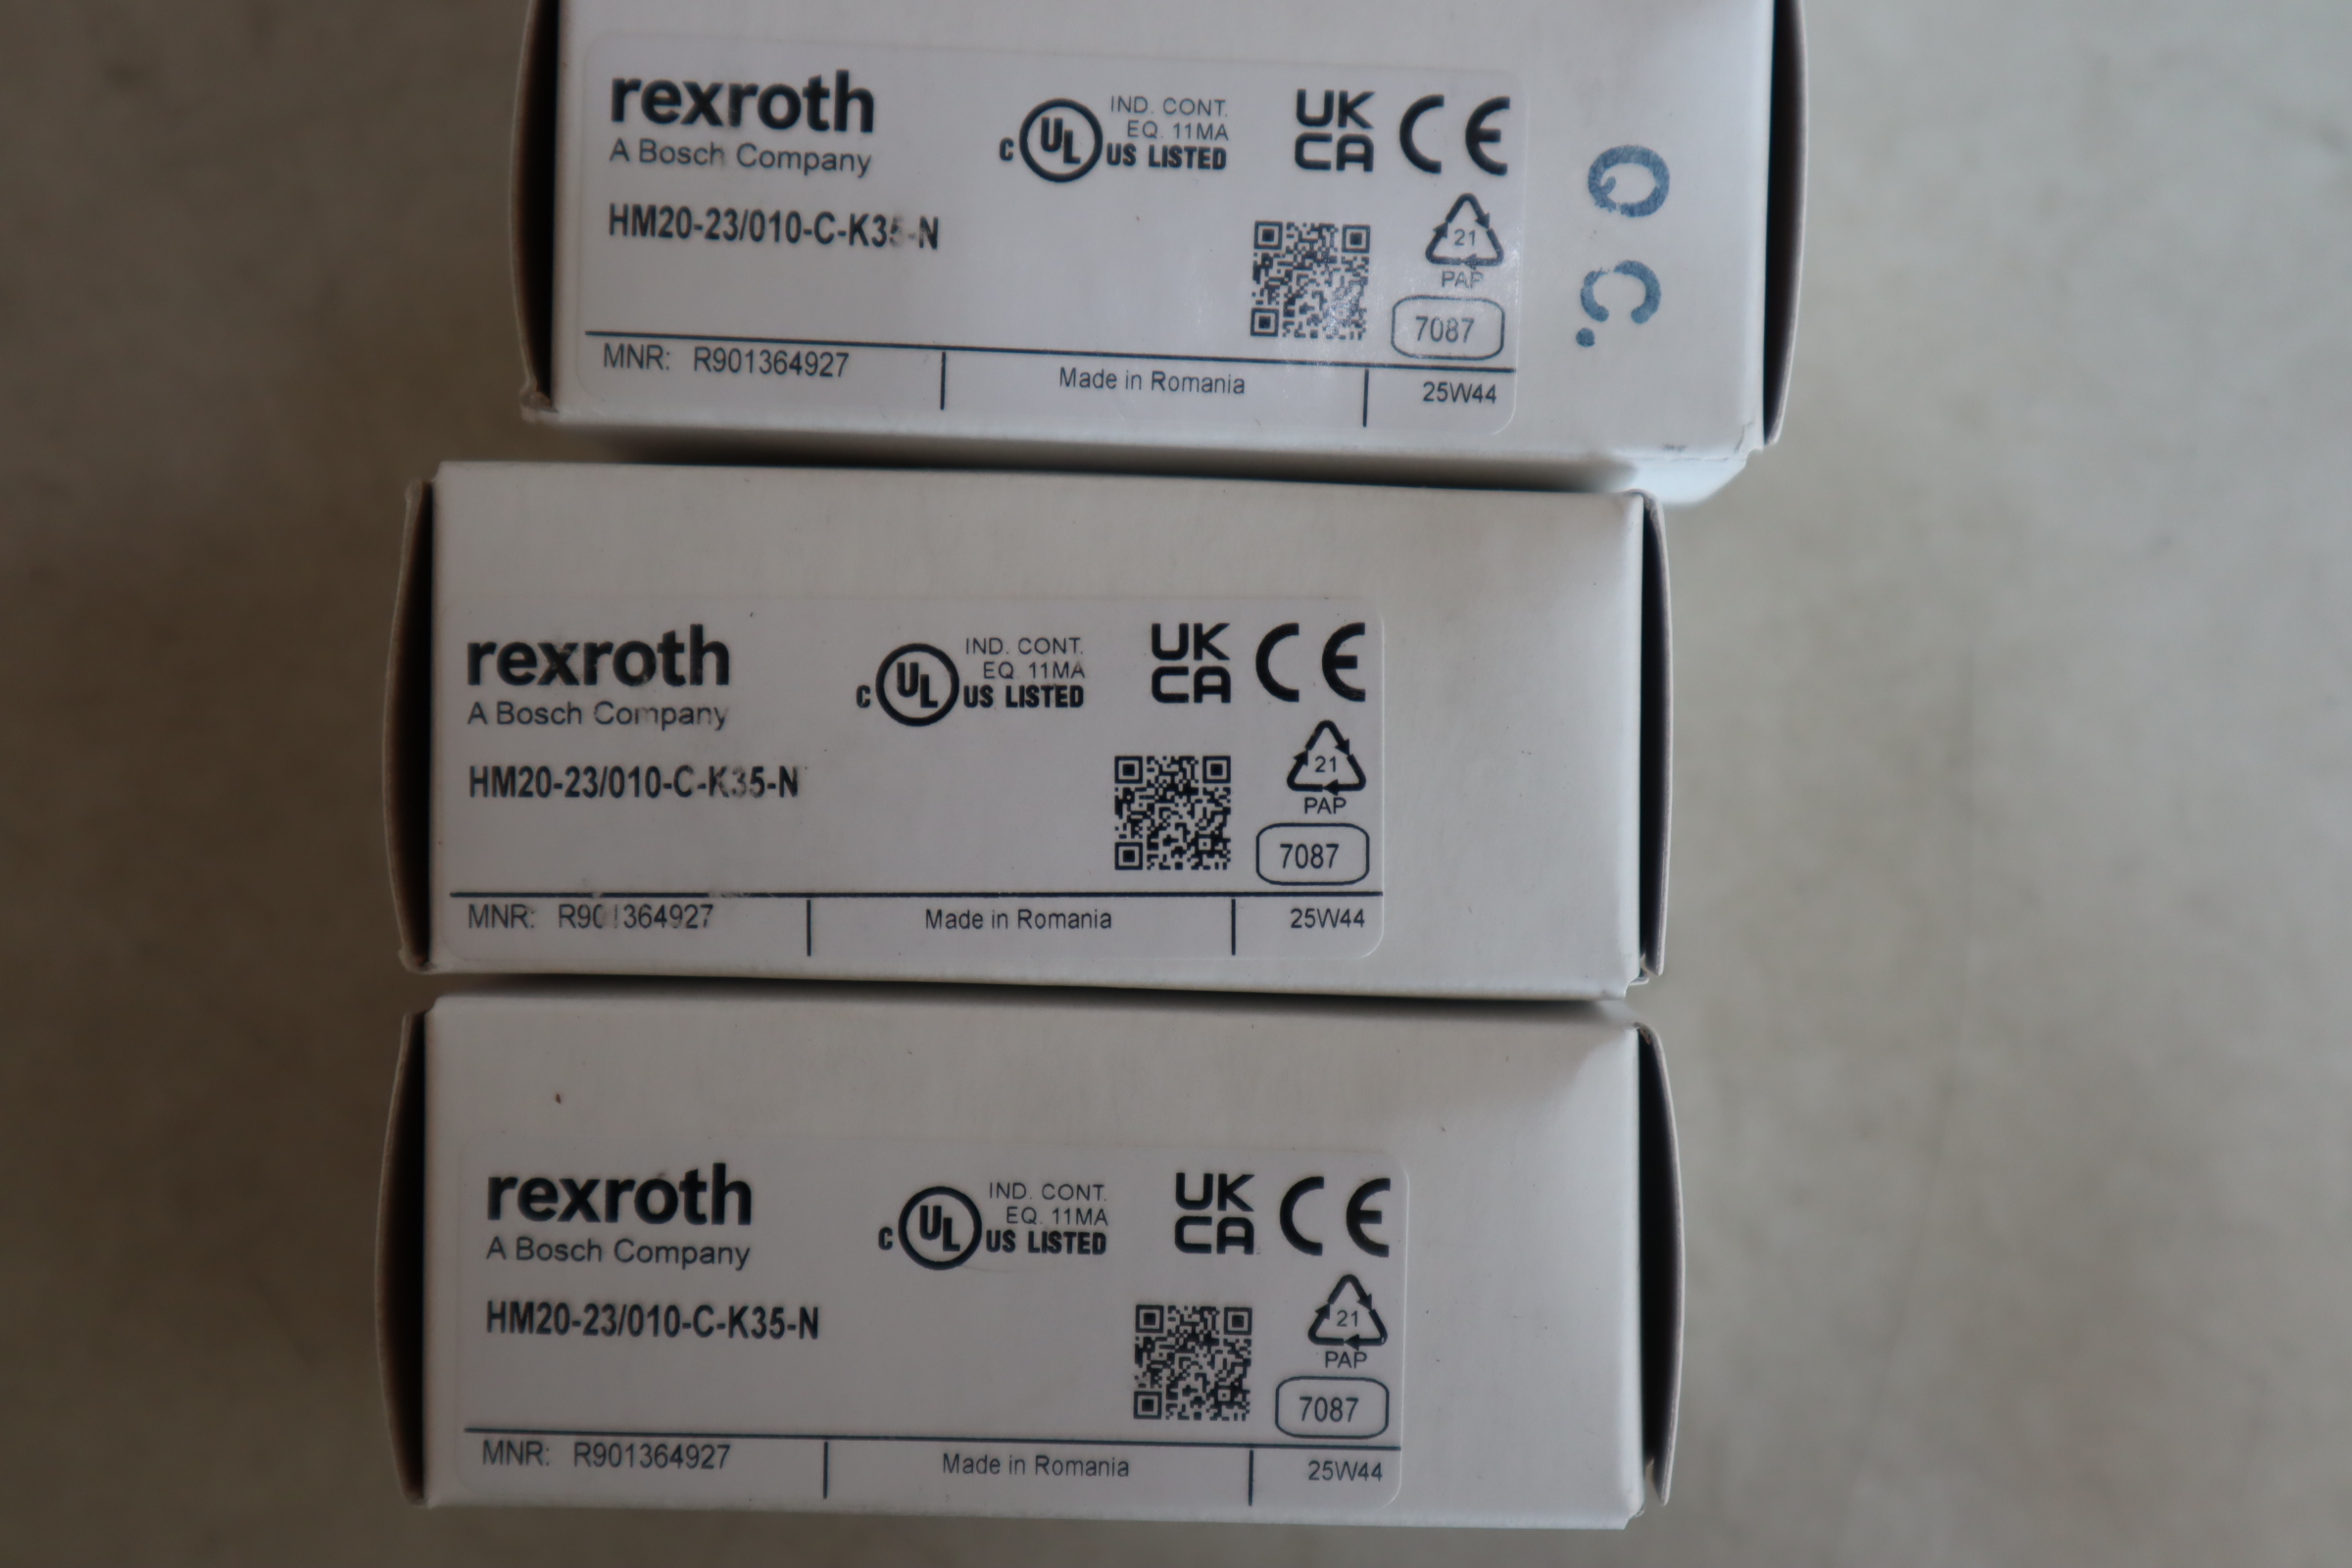 rexroth
A Bosch Company
HM20-23/010-C-K35-N
C UL US LISTED
IND. CONT.
EQ. 11MA
UK
CA
CE
21
PAP
7087
MNR: R901364927
Made in Romania
25W44
Q C.
rexroth
A Bosch Company
HM20-23/010-C-K35-N
C UL US LISTED
IND. CONT.
EQ. 11MA
UK
CA
CE
21
PAP
7087
MNR: R901364927
Made in Romania
25W44
rexroth
A Bosch Company
HM20-23/010-C-K35-N
C UL US LISTED
IND. CONT.
EQ. 11MA
UK
CA
CE
21
PAP
7087
MNR: R901364927
Made in Romania
25W44